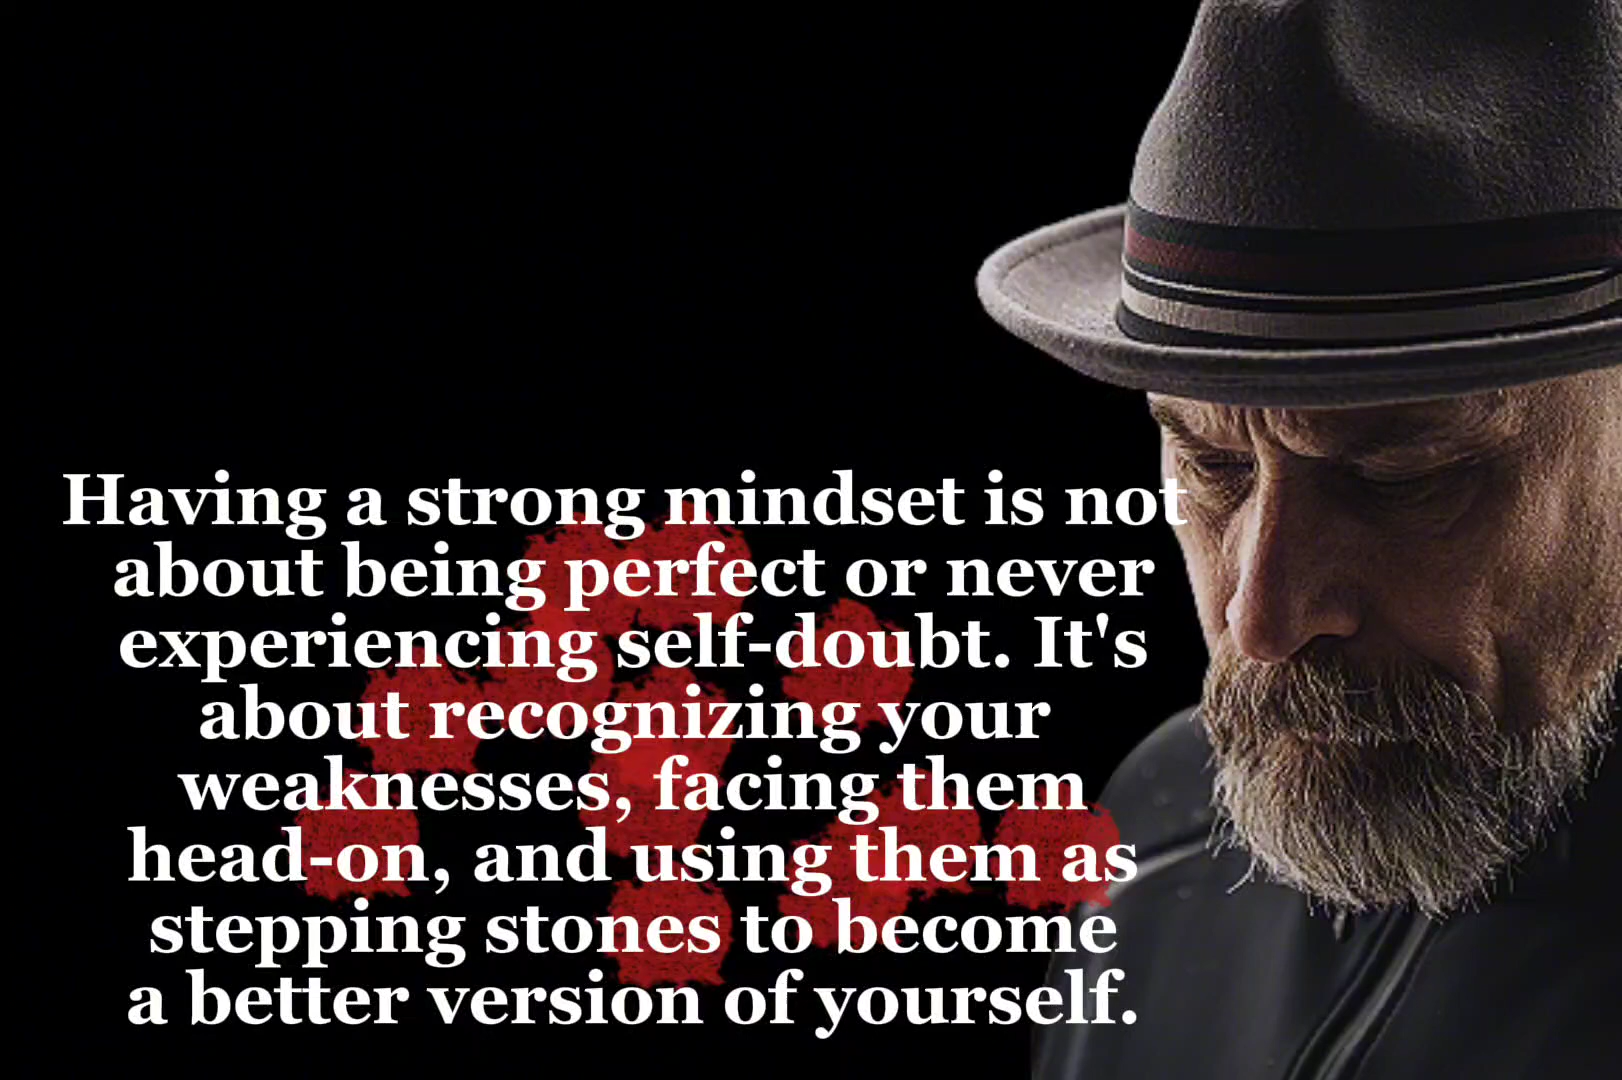 Having a strong mindset is not
about being perfect or never
experiencing self-doubt. It's
about recognizing your
weaknesses, facing them
head-on, and using them as
stepping stones to become
a better version of yourself.